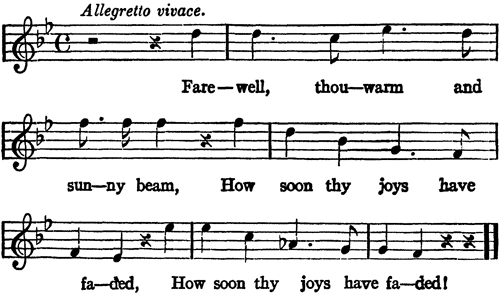 Allegretto vivace.
Fare—well, thou—warm and
sun—ny beam, How soon thy joys have
fa—ded, How soon thy joys have fa—ded!